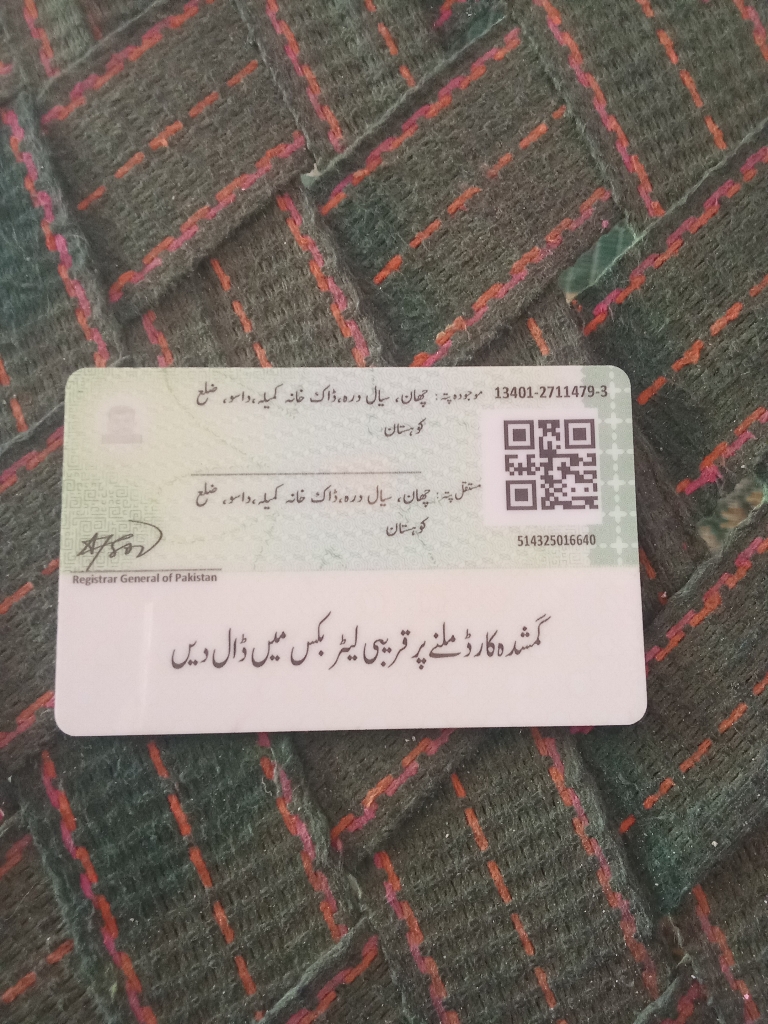 13401-2711479-3
موجودہ پتہ: چھان، سیال درہ، ڈاک خانہ کمیلہ، داسو، ضلع
کوہستان
مستقل پتہ: چھان، سیال درہ، ڈاک خانہ کمیلہ، داسو، ضلع
کوہستان
514325016640
Registrar General of Pakistan
گمشدہ کارڈ ملنے پر قریبی لیٹر بکس میں ڈال دیں